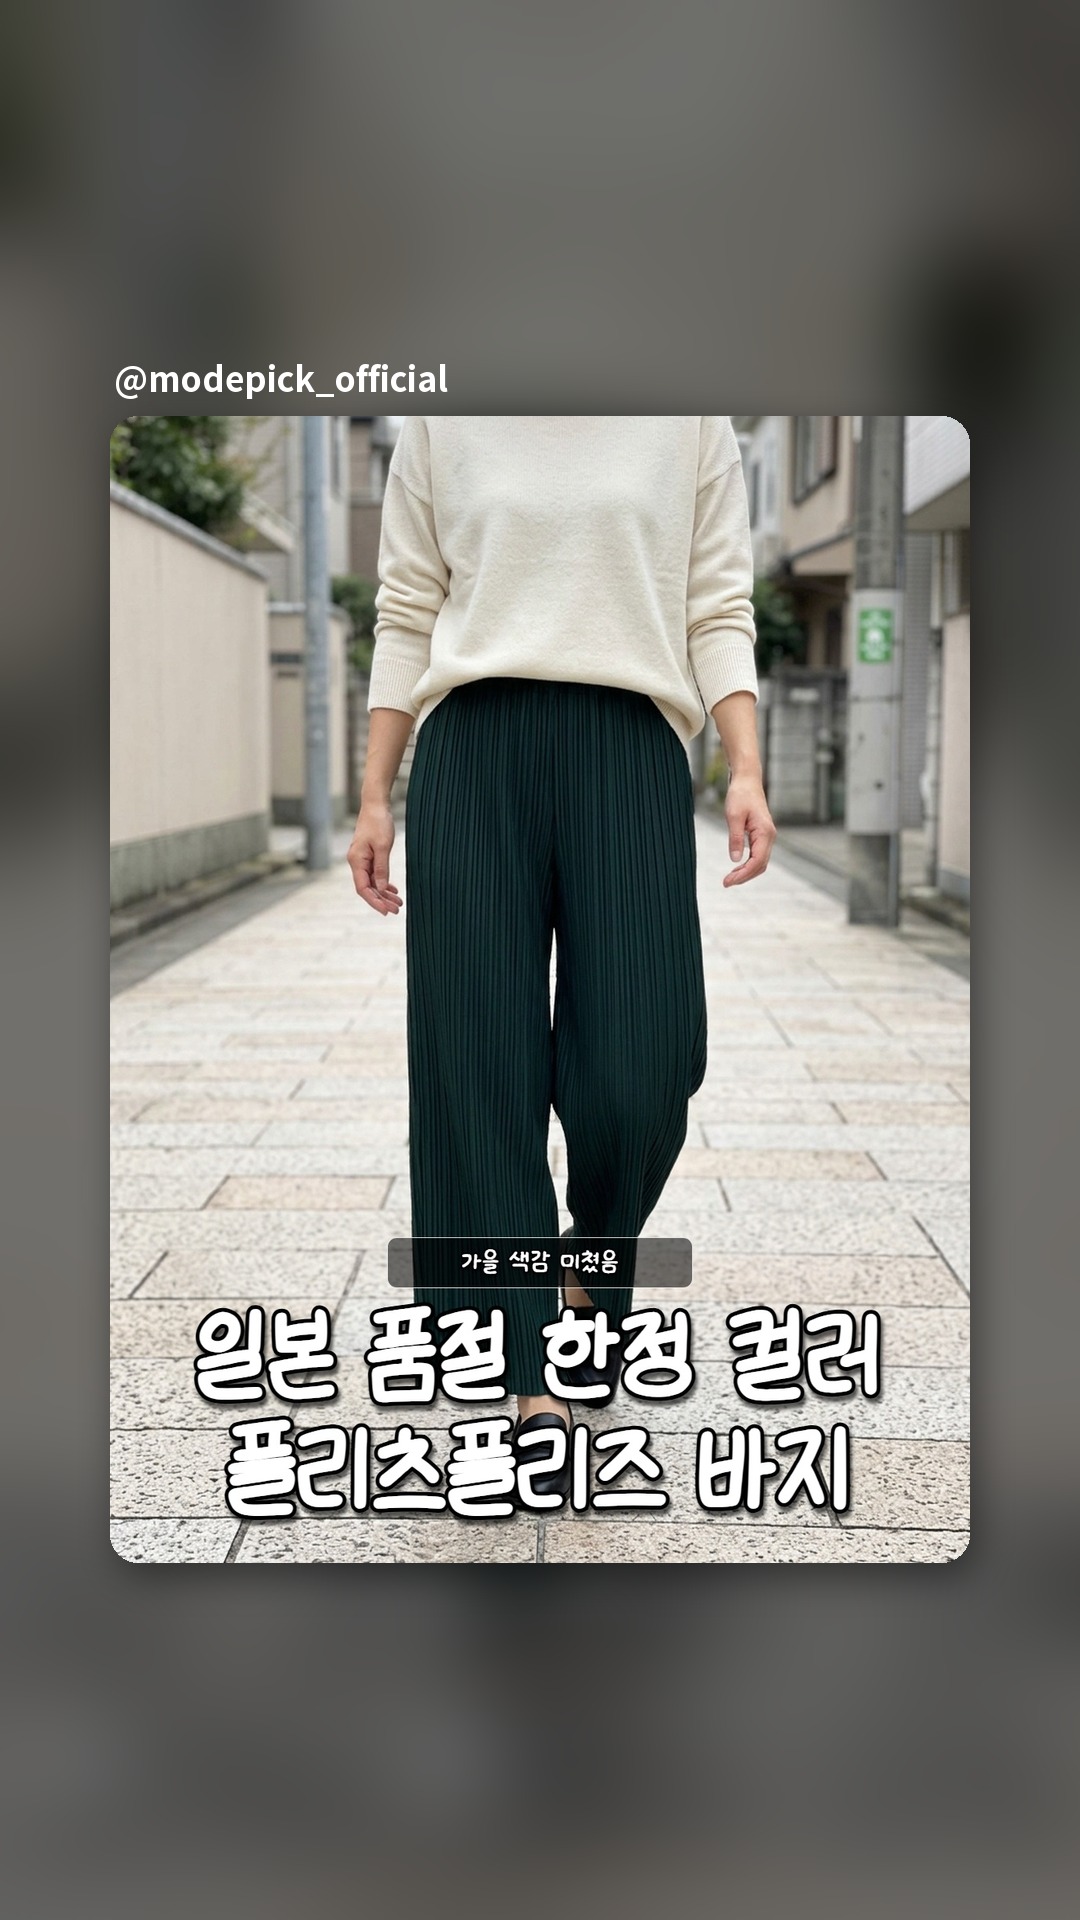 @modepick_official
가을 색감 미쳤음
일본 품절 한정 컬러
플리츠플리즈 바지